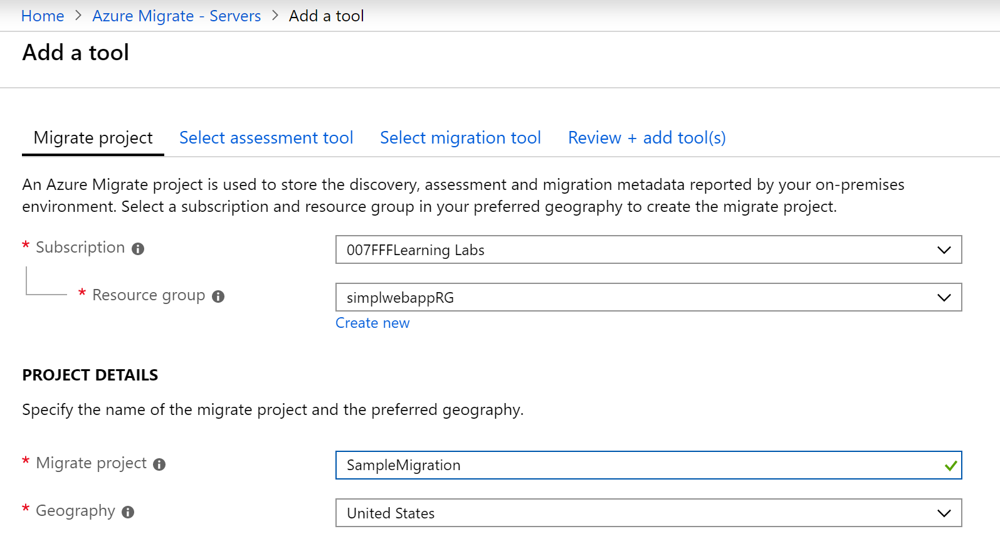 Home > Azure Migrate - Servers > Add a tool
Add a tool
Migrate project Select assessment tool Select migration tool Review + add tool(s)
An Azure Migrate project is used to store the discovery, assessment and migration metadata reported by your on-premises
environment. Select a subscription and resource group in your preferred geography to create the migrate project.
* Subscription 007FFFLearning Labs
* Resource group simplwebappRG
Create new
PROJECT DETAILS
Specify the name of the migrate project and the preferred geography.
* Migrate project SampleMigration
* Geography United States